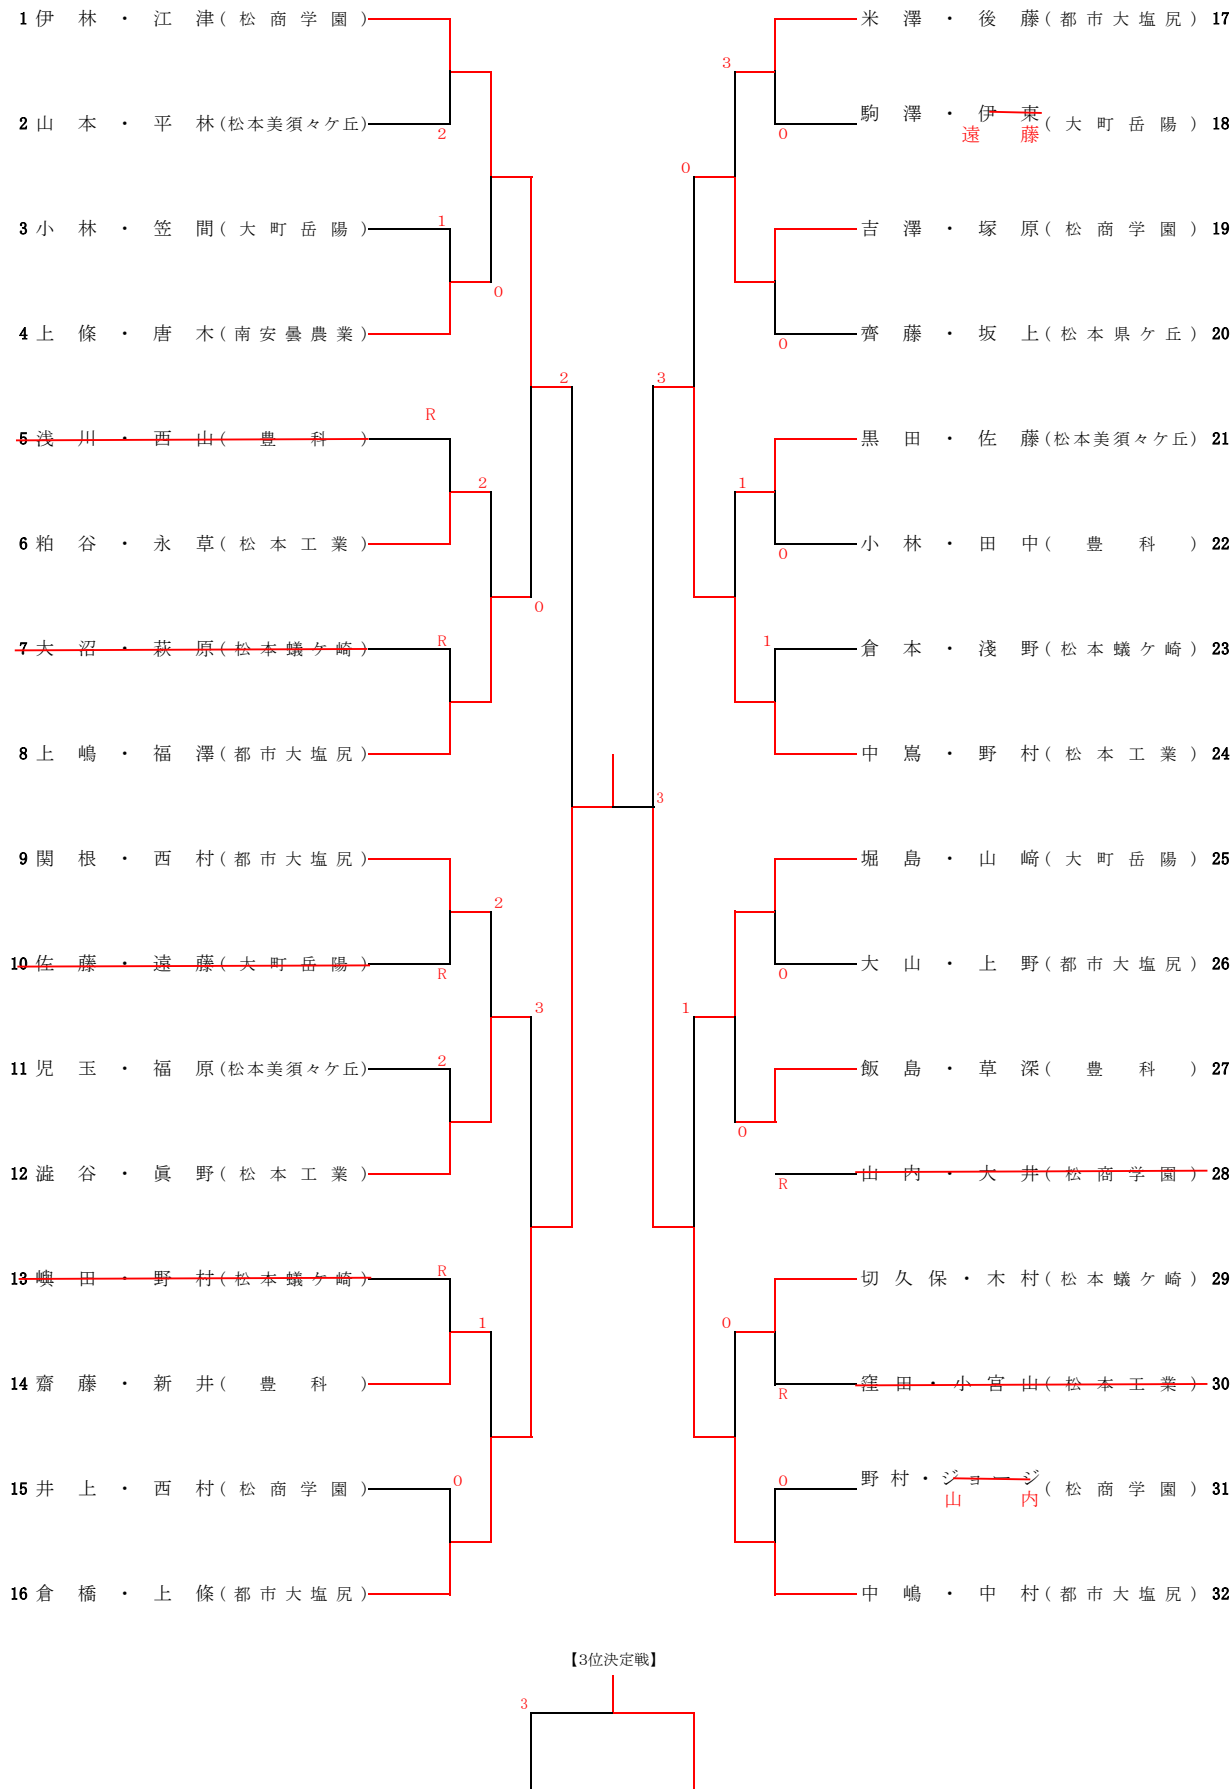 1 伊林・江津(松商学園)
2
2 山本・平林(松本美須々ケ丘)
1
3 小林・笠間(大町岳陽)
0
4 上條・唐木(南安曇農業)
2
R
5 浅川・西山(豊科)
2
6 粕谷・永草(松本工業)
0
R
7 大沼・萩原(松本蟻ケ崎)
8 上嶋・福澤(都市大塩尻)
9 関根・西村(都市大塩尻)
2
10 佐藤・遠藤(大町岳陽)
R
3
2
11 児玉・福原(松本美須々ケ丘)
12 澁谷・眞野(松本工業)
R
13 嶼田・野村(松本蟻ケ崎)
1
14 齋藤・新井(豊科)
0
15 井上・西村(松商学園)
16 倉橋・上條(都市大塩尻)
米澤・後藤(都市大塩尻) 17
3
駒澤・伊東(大町岳陽) 18
遠藤
0
0
吉澤・塚原(松商学園) 19
齊藤・坂上(松本県ケ丘) 20
0
3
黒田・佐藤(松本美須々ケ丘) 21
1
小林・田中(豊科) 22
0
1
倉本・淺野(松本蟻ケ崎) 23
中嶌・野村(松本工業) 24
3
堀島・山﨑(大町岳陽) 25
大山・上野(都市大塩尻) 26
0
1
飯島・草深(豊科) 27
0
山内・大井(松商学園) 28
R
切久保・木村(松本蟻ケ崎) 29
0
窪田・小宮山(松本工業) 30
R
0
野村・ジョージ(松商学園) 31
山内
中嶋・中村(都市大塩尻) 32
【3位決定戦】
3